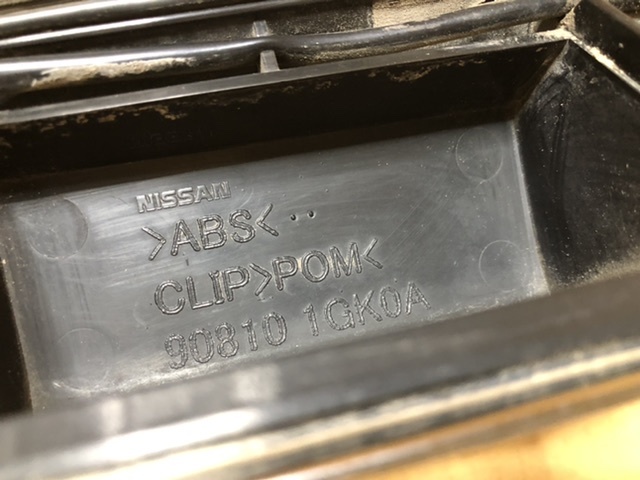 NISSAN
>ABS< ..
CLIP>POM<
90810 1GK0A